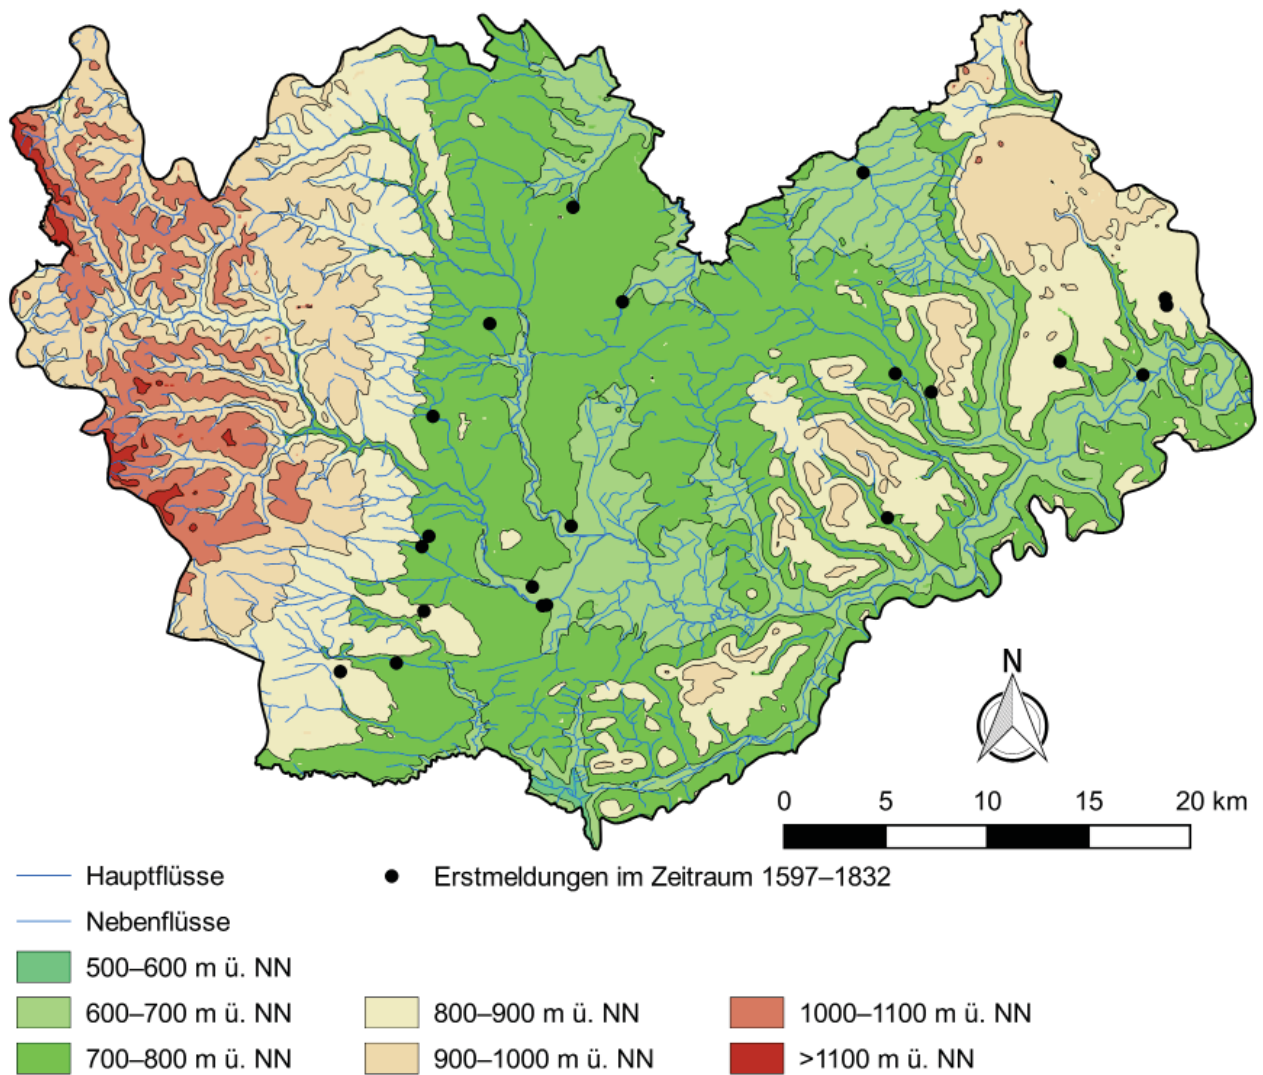 N
0 5 10 15 20 km
Hauptflüsse
Erstmeldungen im Zeitraum 1597–1832
Nebenflüsse
500–600 m ü. NN
600–700 m ü. NN
800–900 m ü. NN
1000–1100 m ü. NN
700–800 m ü. NN
900–1000 m ü. NN
>1100 m ü. NN